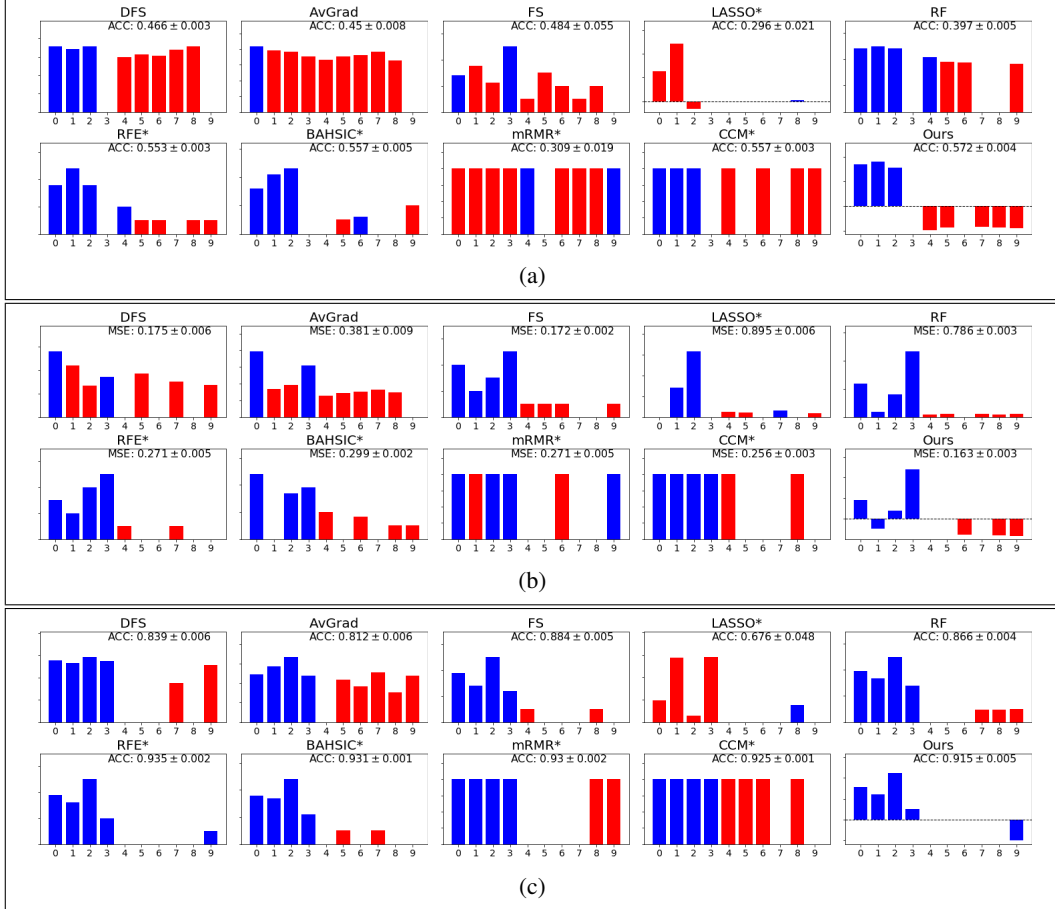 DFS AvGrad FS LASSO* RF
ACC: 0.466 ± 0.003 ACC: 0.45 ± 0.008 ACC: 0.484 ± 0.055 ACC: 0.296 ± 0.021 ACC: 0.397 ± 0.005
0 1 2 3 4 5 6 7 8 9 0 1 2 3 4 5 6 7 8 9 0 1 2 3 4 5 6 7 8 9 0 1 2 3 4 5 6 7 8 9 0 1 2 3 4 5 6 7 8 9
RFE* BAHSIC* mRMR* CCM* Ours
ACC: 0.553 ± 0.003 ACC: 0.557 ± 0.005 ACC: 0.309 ± 0.019 ACC: 0.557 ± 0.003 ACC: 0.572 ± 0.004
0 1 2 3 4 5 6 7 8 9 0 1 2 3 4 5 6 7 8 9 0 1 2 3 4 5 6 7 8 9 0 1 2 3 4 5 6 7 8 9 0 1 2 3 4 5 6 7 8 9
(a)
DFS AvGrad FS LASSO* RF
MSE: 0.175 ± 0.006 MSE: 0.381 ± 0.009 MSE: 0.172 ± 0.002 MSE: 0.895 ± 0.006 MSE: 0.786 ± 0.003
0 1 2 3 4 5 6 7 8 9 0 1 2 3 4 5 6 7 8 9 0 1 2 3 4 5 6 7 8 9 0 1 2 3 4 5 6 7 8 9 0 1 2 3 4 5 6 7 8 9
RFE* BAHSIC* mRMR* CCM* Ours
MSE: 0.271 ± 0.005 MSE: 0.299 ± 0.002 MSE: 0.271 ± 0.005 MSE: 0.256 ± 0.003 MSE: 0.163 ± 0.003
0 1 2 3 4 5 6 7 8 9 0 1 2 3 4 5 6 7 8 9 0 1 2 3 4 5 6 7 8 9 0 1 2 3 4 5 6 7 8 9 0 1 2 3 4 5 6 7 8 9
(b)
DFS AvGrad FS LASSO* RF
ACC: 0.839 ± 0.006 ACC: 0.812 ± 0.006 ACC: 0.884 ± 0.005 ACC: 0.676 ± 0.048 ACC: 0.866 ± 0.004
0 1 2 3 4 5 6 7 8 9 0 1 2 3 4 5 6 7 8 9 0 1 2 3 4 5 6 7 8 9 0 1 2 3 4 5 6 7 8 9 0 1 2 3 4 5 6 7 8 9
RFE* BAHSIC* mRMR* CCM* Ours
ACC: 0.935 ± 0.002 ACC: 0.931 ± 0.001 ACC: 0.93 ± 0.002 ACC: 0.925 ± 0.001 ACC: 0.915 ± 0.005
0 1 2 3 4 5 6 7 8 9 0 1 2 3 4 5 6 7 8 9 0 1 2 3 4 5 6 7 8 9 0 1 2 3 4 5 6 7 8 9 0 1 2 3 4 5 6 7 8 9
(c)